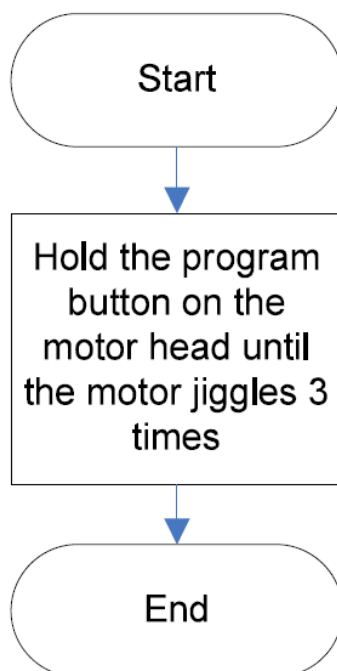 Start
Hold the program
button on the
motor head until
the motor jiggles 3
times
End